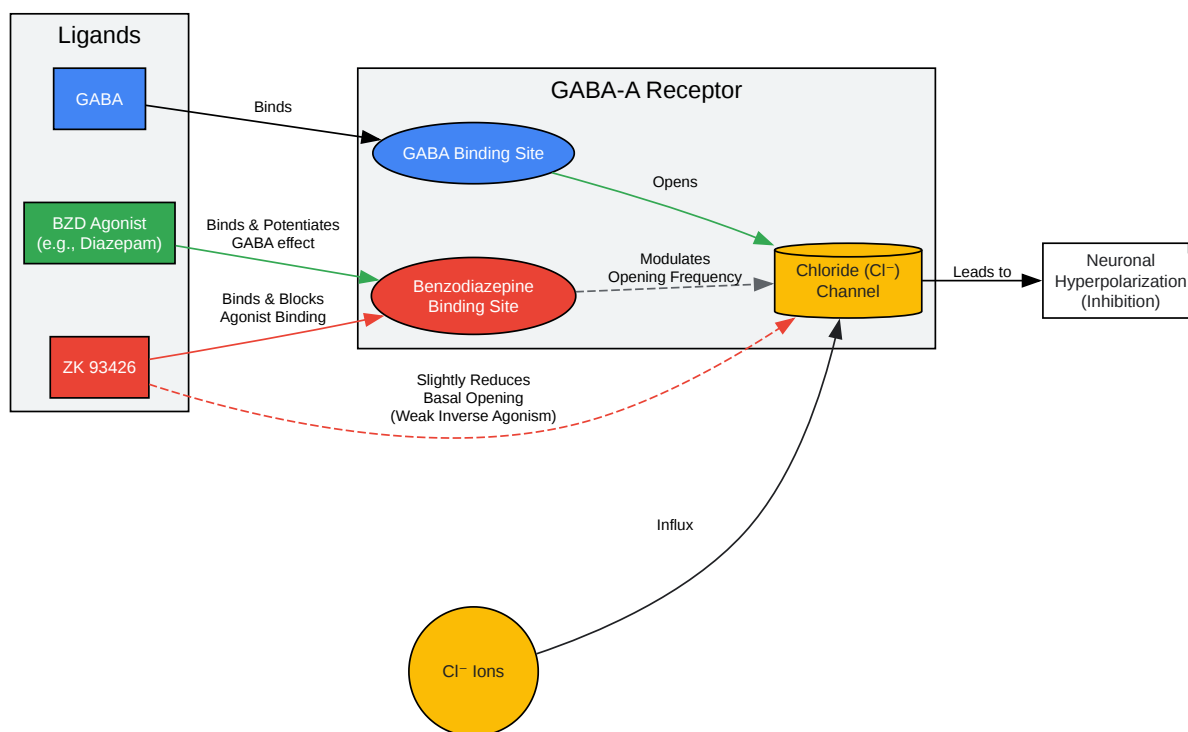 Ligands
GABA
Binds
GABA-A Receptor
GABA Binding Site
Opens
BZD Agonist
(e.g., Diazepam)
Binds & Potentiates
GABA effect
Benzodiazepine
Binding Site
Modulates
Opening Frequency
Chloride (Cl⁻)
Channel
Leads to
Neuronal
Hyperpolarization
(Inhibition)
Binds & Blocks
Agonist Binding
ZK 93426
Slightly Reduces
Basal Opening
(Weak Inverse Agonism)
Influx
Cl⁻ Ions